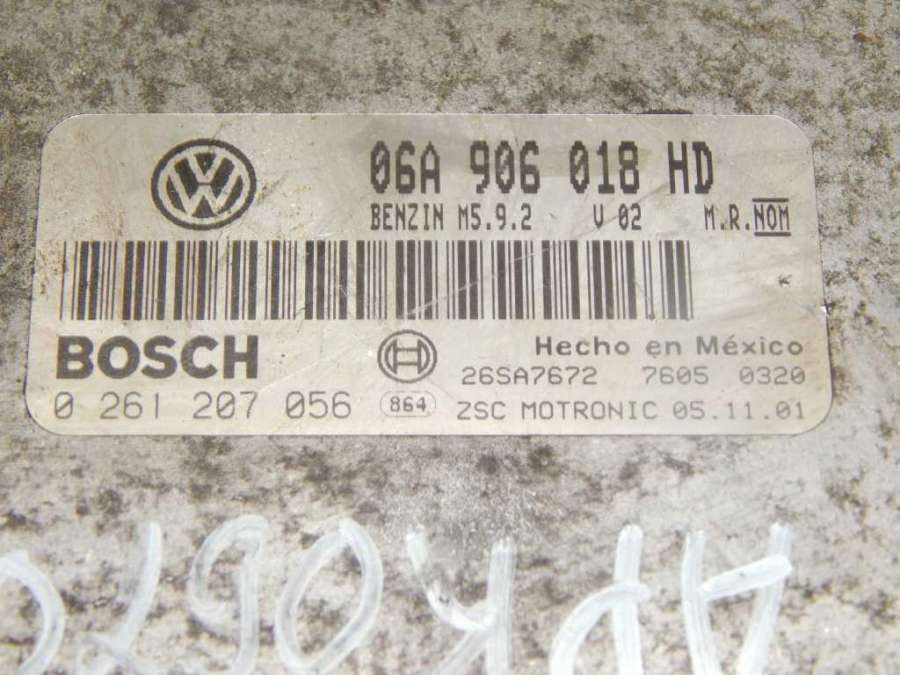 06A 906 018 HD
BENZIN M5.9.2 V 02 M.R.NOM
BOSCH Hecho en México
26SA7672 7605 0320
0 261 207 056 864 ZSC MOTRONIC 05.11.01